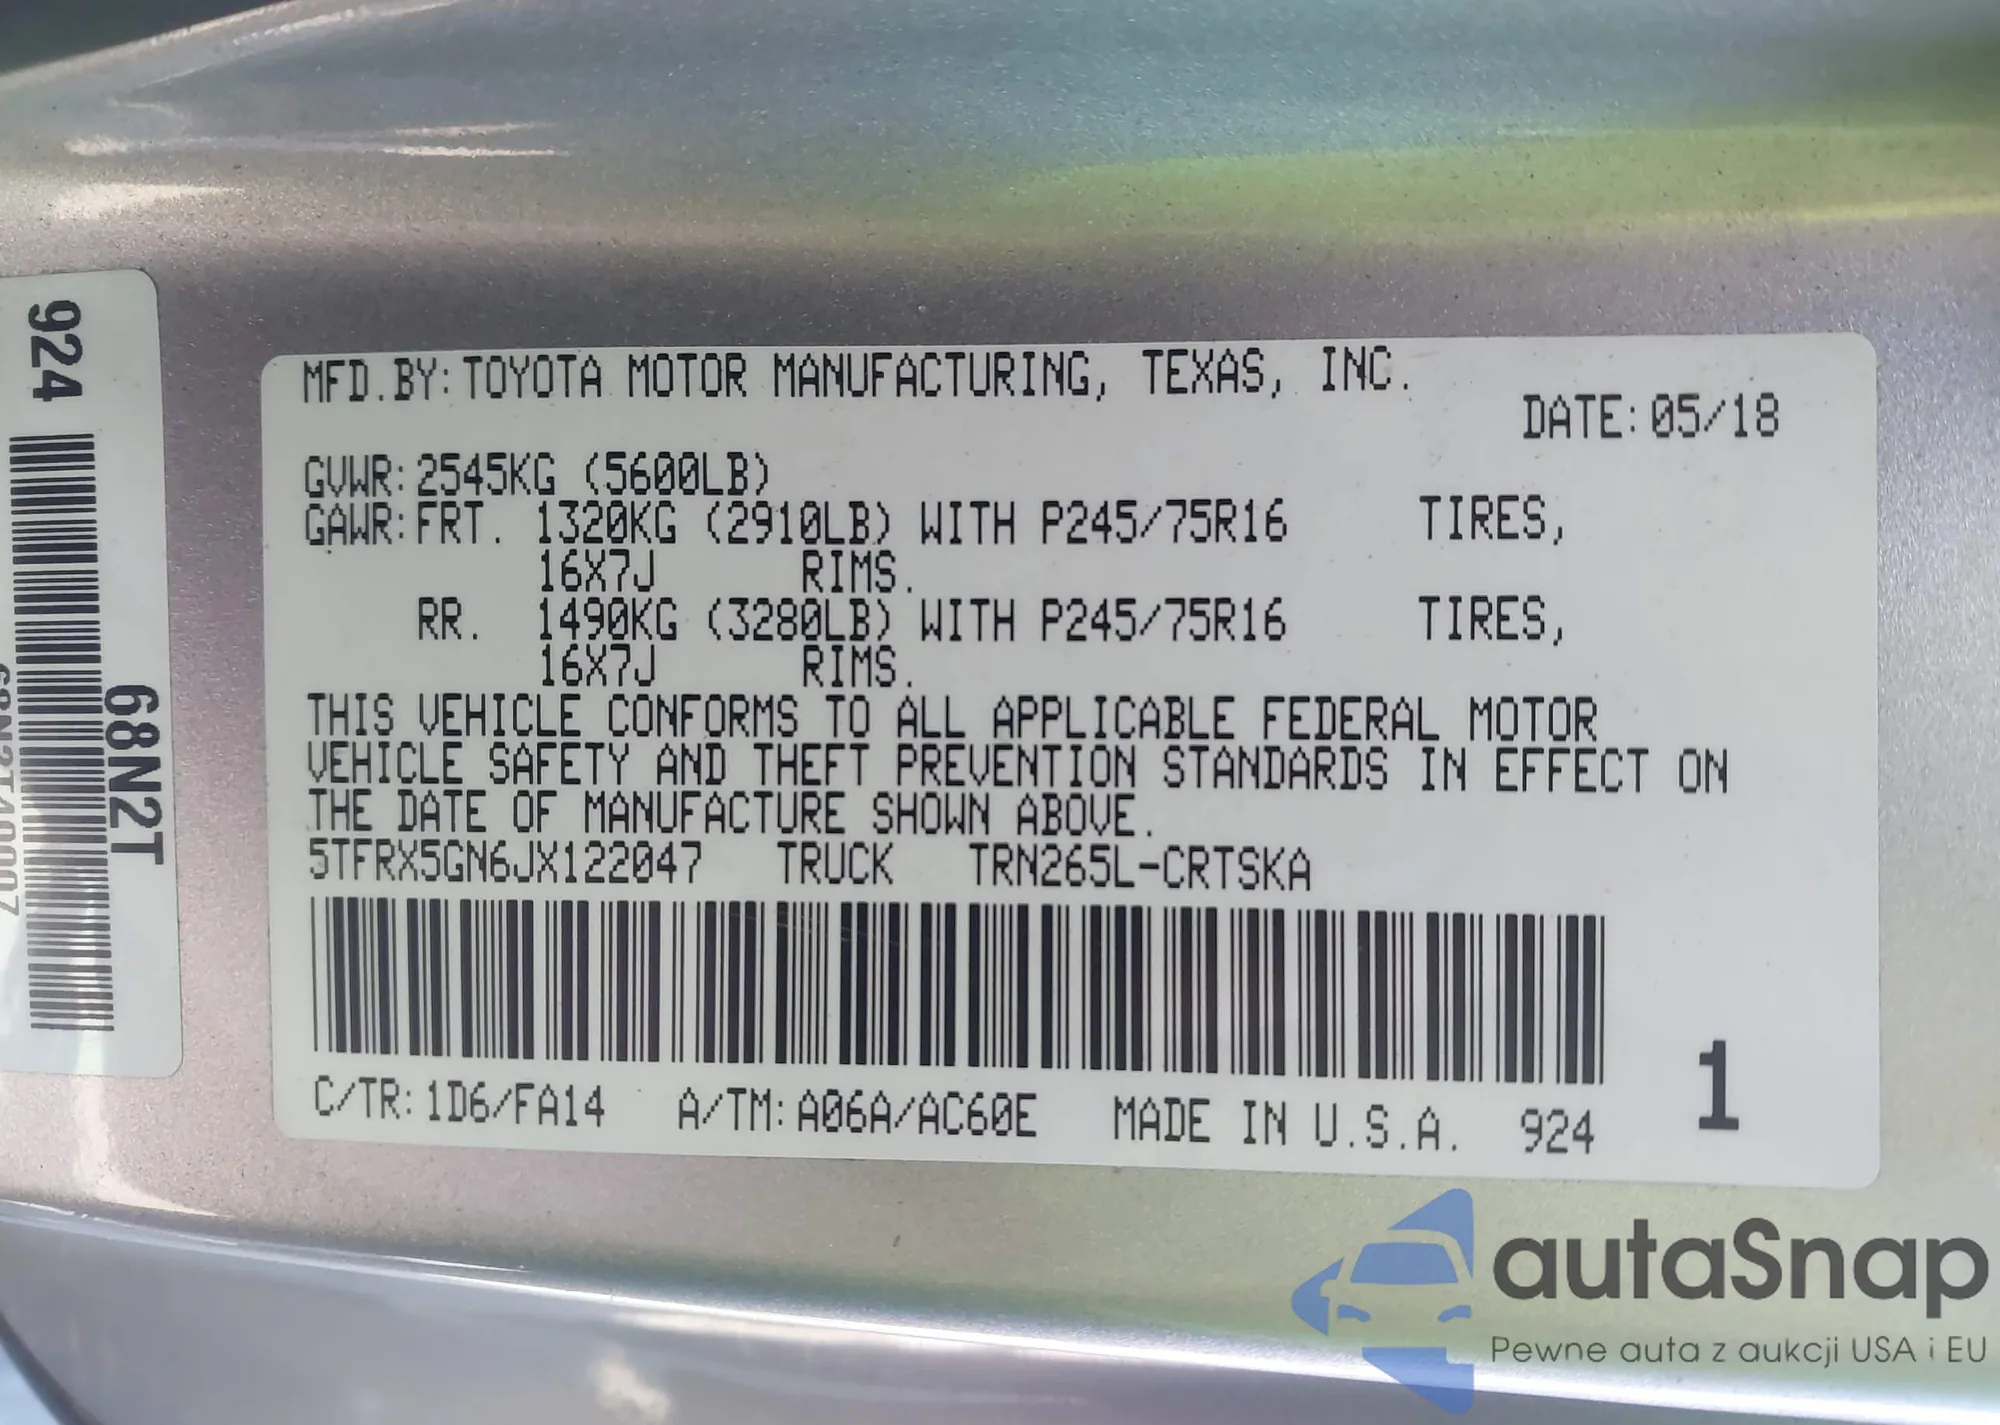 MFD.BY:TOYOTA MOTOR MANUFACTURING, TEXAS, INC.
DATE:05/18
GVWR:2545KG (5600LB)
GAWR:FRT. 1320KG (2910LB) WITH P245/75R16 TIRES,
16X7J RIMS.
RR. 1490KG (3280LB) WITH P245/75R16 TIRES,
16X7J RIMS.
THIS VEHICLE CONFORMS TO ALL APPLICABLE FEDERAL MOTOR
VEHICLE SAFETY AND THEFT PREVENTION STANDARDS IN EFFECT ON
THE DATE OF MANUFACTURE SHOWN ABOVE.
5TFRX5GN6JX122047 TRUCK TRN265L-CRTSKA
C/TR:1D6/FA14 A/TM:A06A/AC60E MADE IN U.S.A. 924
1
924
68N2T
autaSnap
Pewne auta z aukcji USA i EU